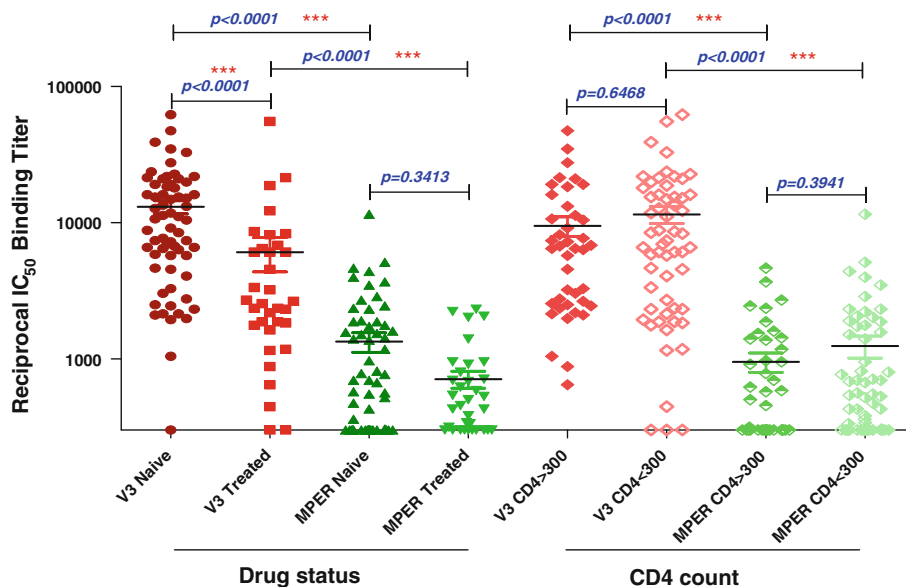 p<0.0001 ***
p<0.0001 ***
p<0.0001 ***
p<0.0001 ***
***
p<0.0001
p=0.6468
p=0.3413
p=0.3941
Reciprocal IC50 Binding Titer
100000
10000
1000
V3 Naive
V3 Treated
MPER Naive
MPER Treated
V3 CD4>300
V3 CD4<300
MPER CD4>300
MPER CD4<300
Drug status
CD4 count